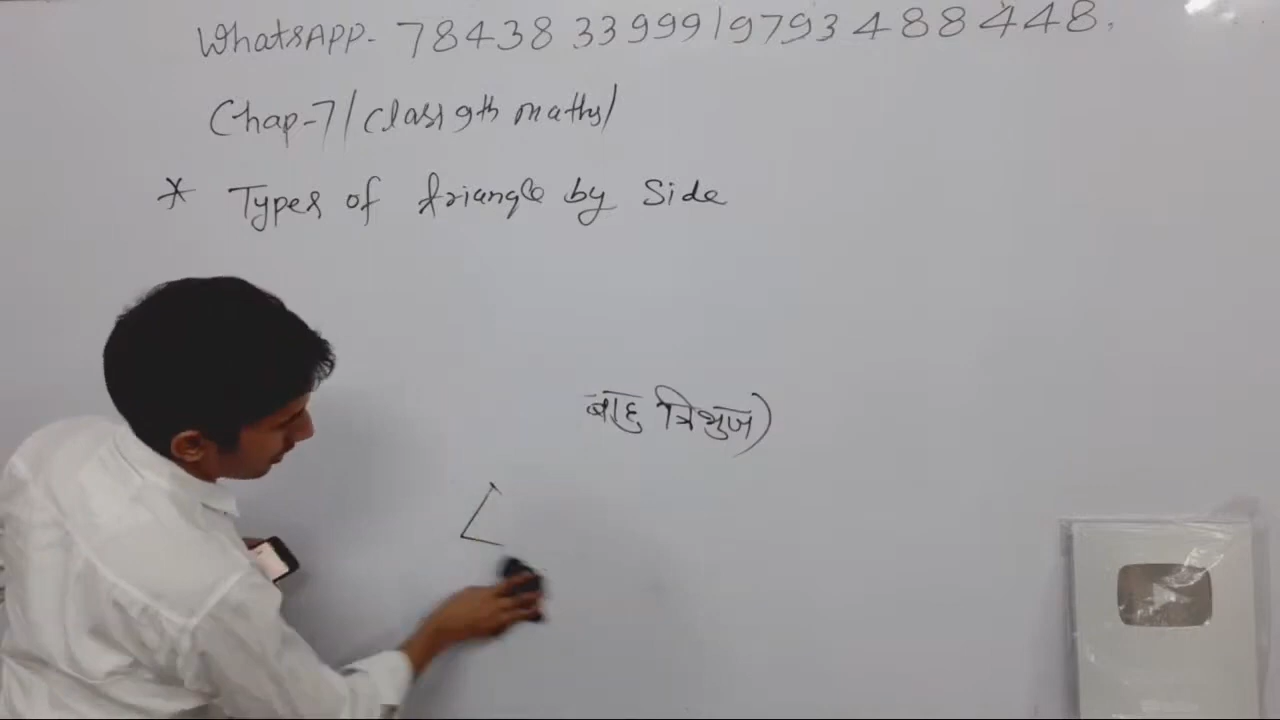 WhatsAPP- 78438 33999/9793488448.
Chap-7/class 9th maths/
* Types of triangle by Side
बाहु त्रिभुज)